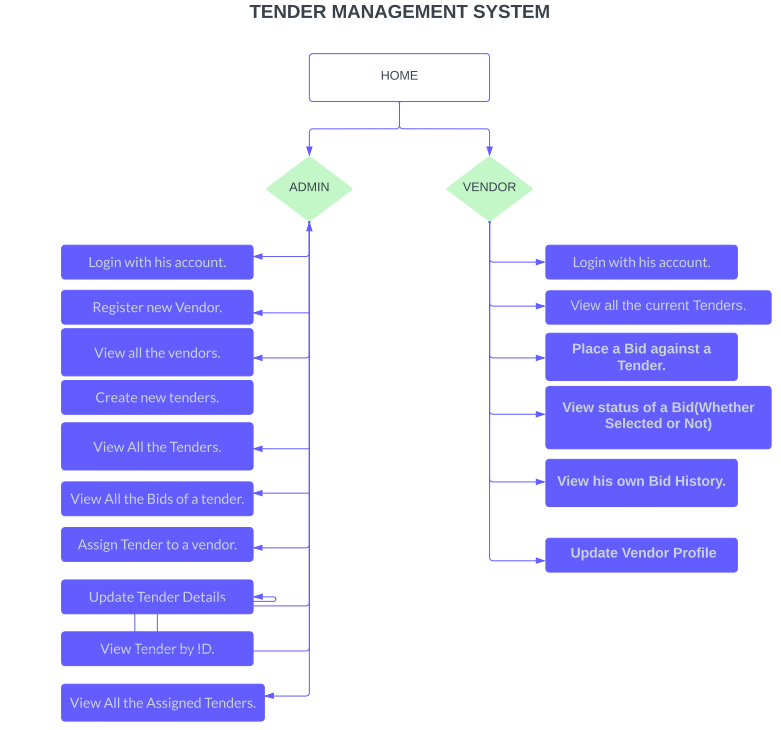 TENDER MANAGEMENT SYSTEM
HOME
ADMIN
VENDOR
Login with his account.
Register new Vendor.
View all the vendors.
Create new tenders.
View All the Tenders.
View All the Bids of a tender.
Assign Tender to a vendor.
Update Tender Details
View Tender by !D.
View All the Assigned Tenders.
Login with his account.
View all the current Tenders.
Place a Bid against a
Tender.
View status of a Bid(Whether
Selected or Not)
View his own Bid History.
Update Vendor Profile